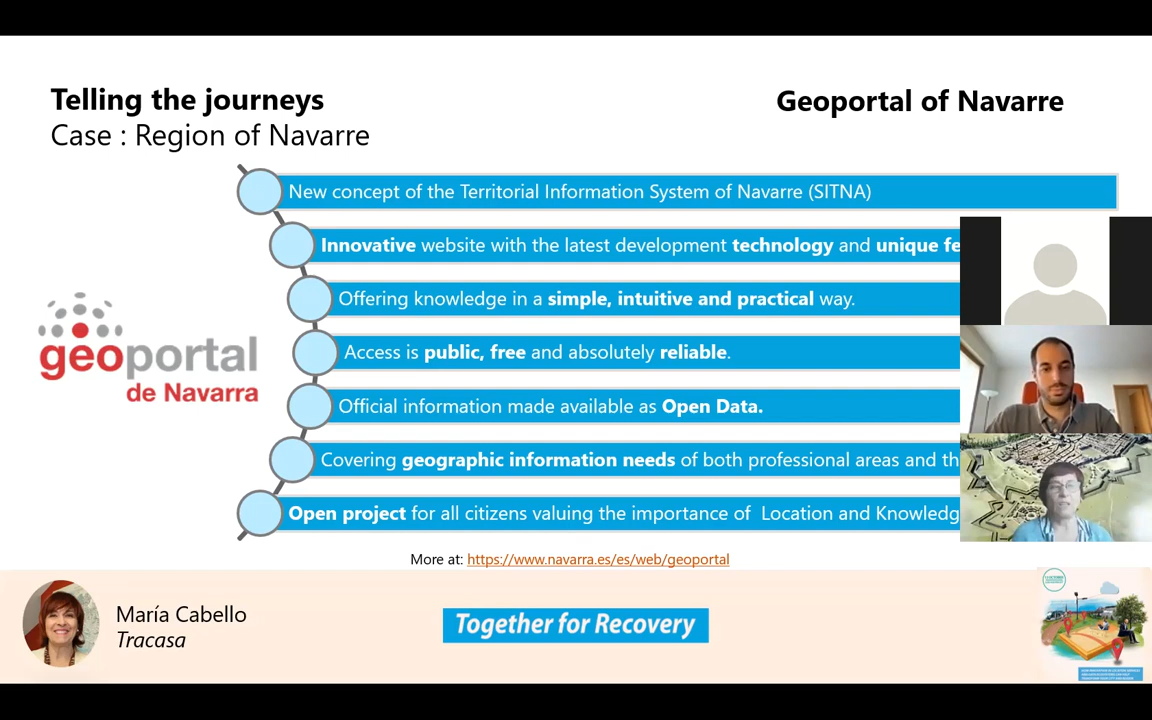 Telling the journeys
Case : Region of Navarre
Geoportal of Navarre
New concept of the Territorial Information System of Navarre (SITNA)
Innovative website with the latest development technology and unique fe
Offering knowledge in a simple, intuitive and practical way.
Access is public, free and absolutely reliable.
Official information made available as Open Data.
Covering geographic information needs of both professional areas and th
Open project for all citizens valuing the importance of Location and Knowledg
geoportal
de Navarra
More at: https://www.navarra.es/es/web/geoportal
María Cabello
Tracasa
Together for Recovery